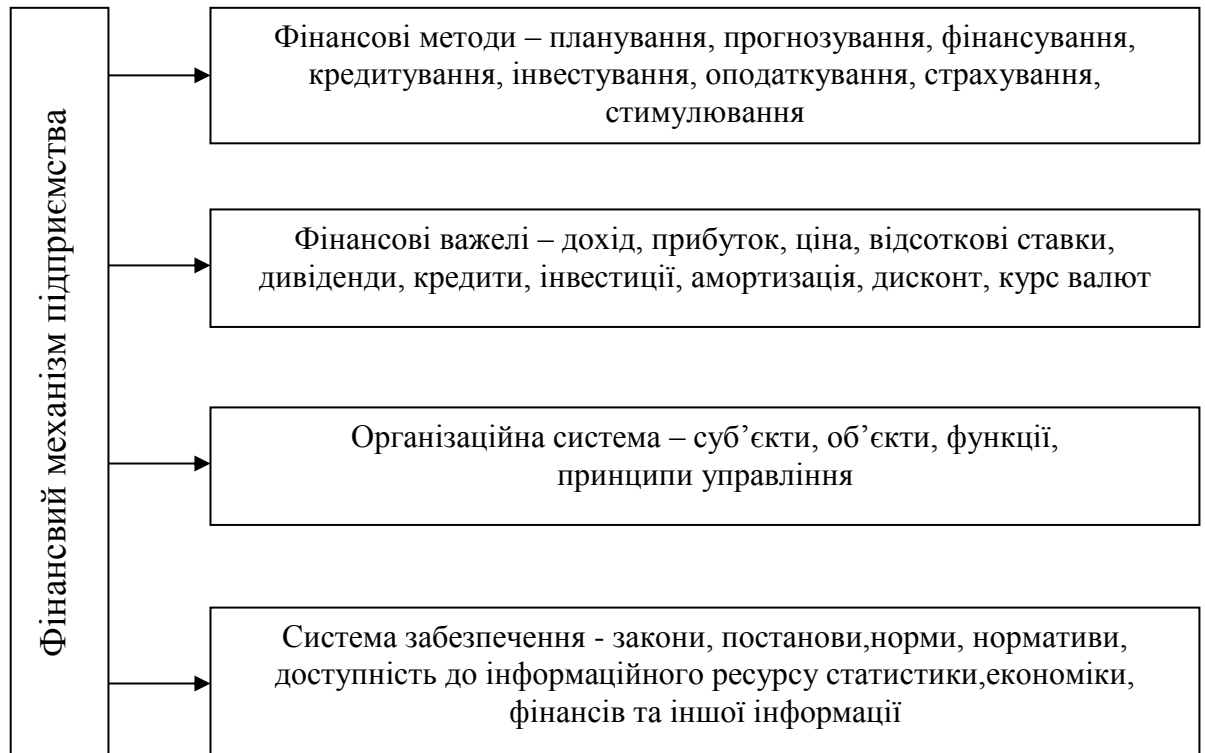 Фінансвий механізм підприємства
Фінансові методи – планування, прогнозування, фінансування,
кредитування, інвестування, оподаткування, страхування,
стимулювання
Фінансові важелі – дохід, прибуток, ціна, відсоткові ставки,
дивіденди, кредити, інвестиції, амортизація, дисконт, курс валют
Організаційна система – суб’єкти, об’єкти, функції,
принципи управління
Система забезпечення - закони, постанови,норми, нормативи,
доступність до інформаційного ресурсу статистики,економіки,
фінансів та іншої інформації